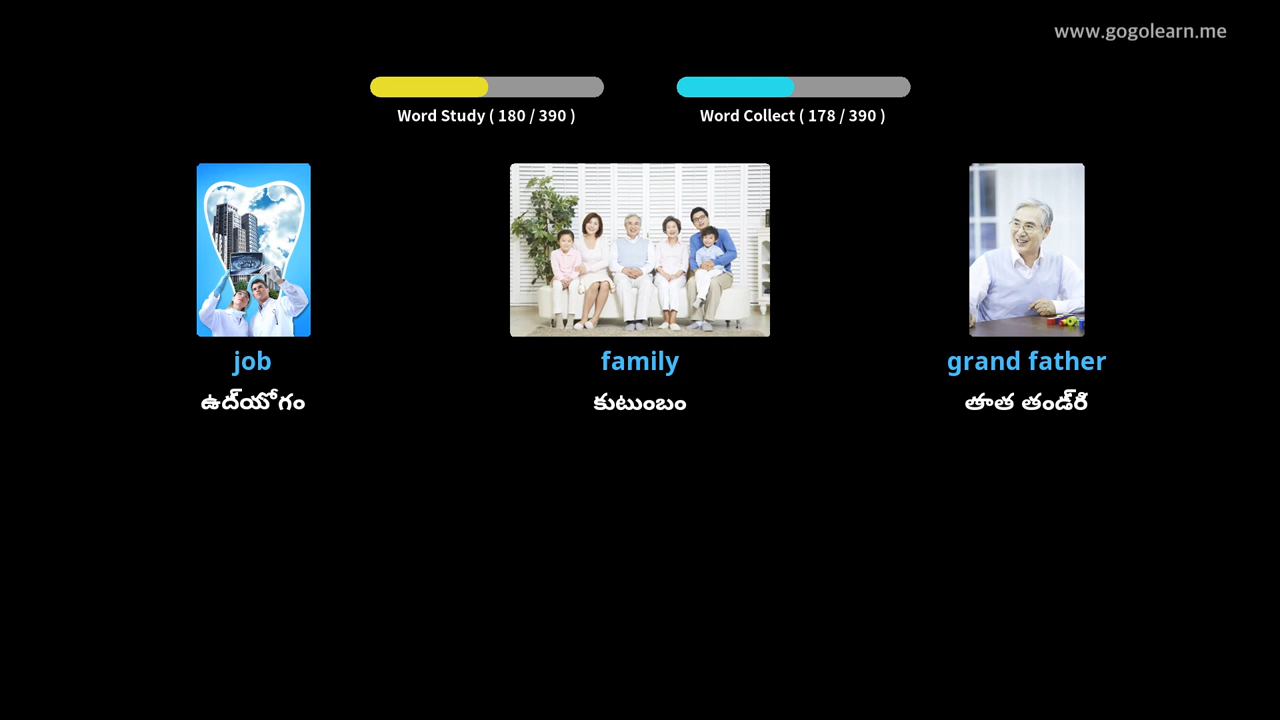 www.gogolearn.me
Word Study ( 180 / 390 )
Word Collect ( 178 / 390 )
job
family
grand father
ఉద్‌యోగం
కుటుంబం
తాత తండ్‌రి